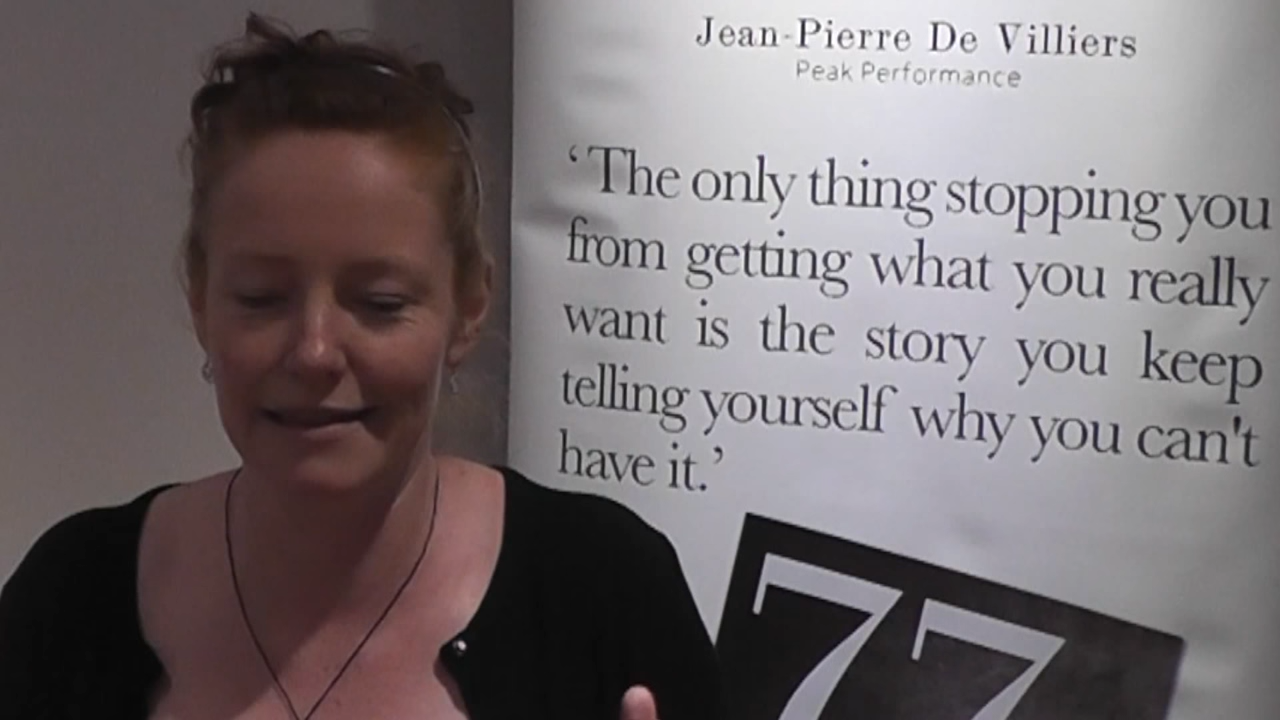 Jean-Pierre De Villiers
Peak Performance
‘The only thing stopping you
from getting what you really
want is the story you keep
telling yourself why you can't
have it.’
77